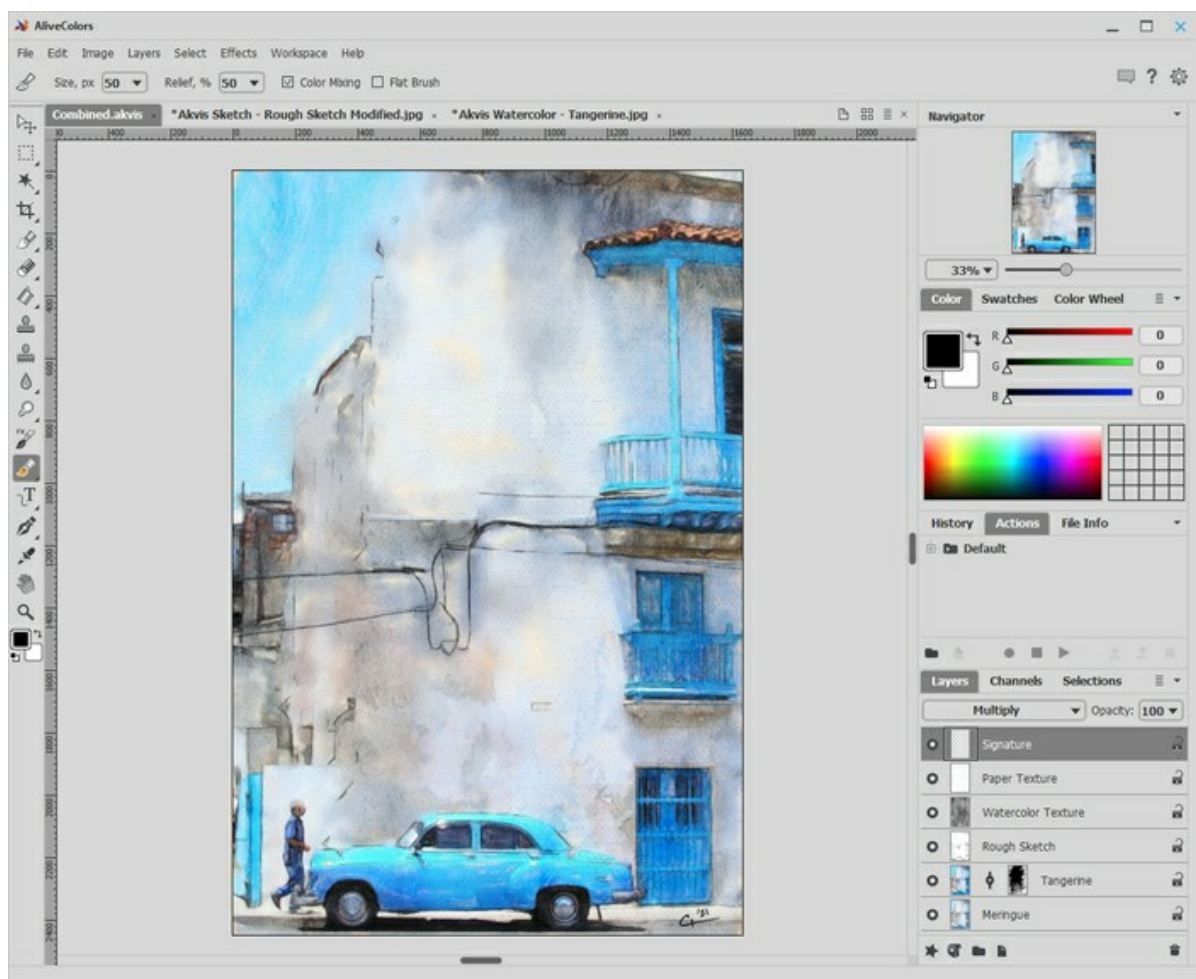 AliveColors
File Edit Image Layers Select Effects Workspace Help
Size, px 50 Relief, % 50 Color Mixing Flat Brush
Combined.akvis *Akvis Sketch - Rough Sketch Modified.jpg *Akvis Watercolor - Tangerine.jpg
Navigator
33%
Color Swatches Color Wheel
R 0
G 0
B 0
History Actions File Info
Default
Layers Channels Selections
Multiply Opacity: 100
Signature
Paper Texture
Watercolor Texture
Rough Sketch
Tangerine
Meringue